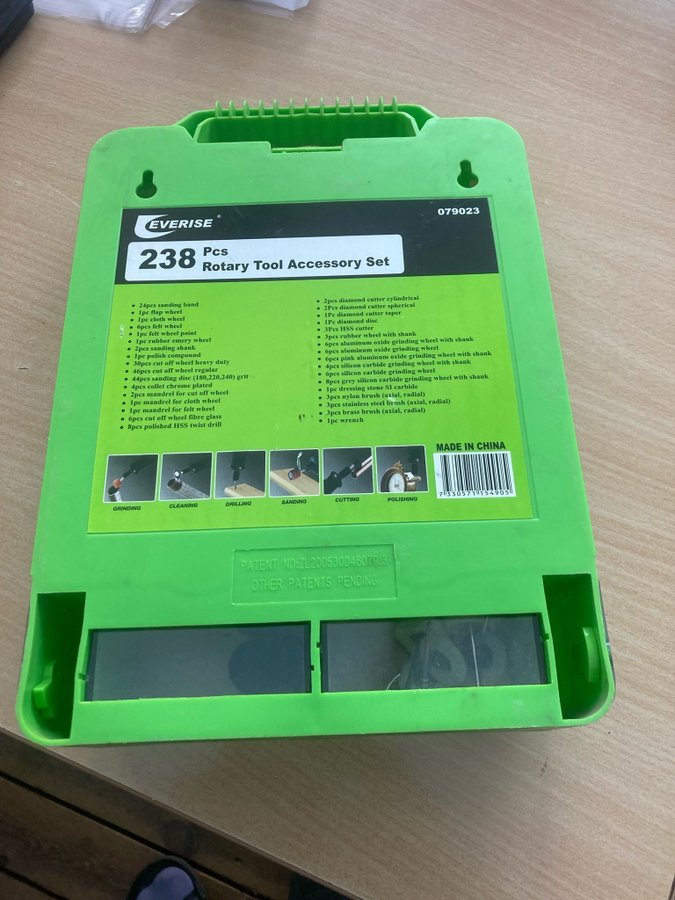 EVERISE®
079023
238 Pcs
Rotary Tool Accessory Set
24pcs sanding band
1pc flap wheel
1pc cloth wheel
6pcs felt wheel
1pc felt wheel point
1pc rubber emery wheel
2pcs sanding shank
1pc polish compound
30pcs cut off wheel heavy duty
46pcs cut off wheel regular
44pcs sanding disc (180,220,240) grit
4pcs collet chrome plated
2pcs mandrel for cut off wheel
1pc mandrel for cloth wheel
1pc mandrel for felt wheel
6pcs cut off wheel fibre glass
8pcs polished HSS twist drill
2pcs diamond cutter cylindrical
2Pcs diamond cutter spherical
1Pc diamond cutter taper
1Pc diamond disc
3Pcs HSS cutter
3pcs rubber wheel with shank
6pcs aluminum oxide grinding wheel with shank
6pcs aluminum oxide grinding wheel
6pcs pink aluminum oxide grinding wheel with shank
4pcs silicon carbide grinding wheel with shank
6pcs silicon carbide grinding wheel
8pcs grey silicon carbide grinding wheel with shank
1pc dressing stone SI carbide
3pcs nylon brush (axial, radial)
3pcs stainless steel brush (axial, radial)
3pcs brass brush (axial, radial)
1pc wrench
MADE IN CHINA
7 330571 154905
GRINDING
CLEANING
DRILLING
SANDING
CUTTING
POLISHING
PATENT NO:ZL200530046079.3
OTHER PATENTS PENDING